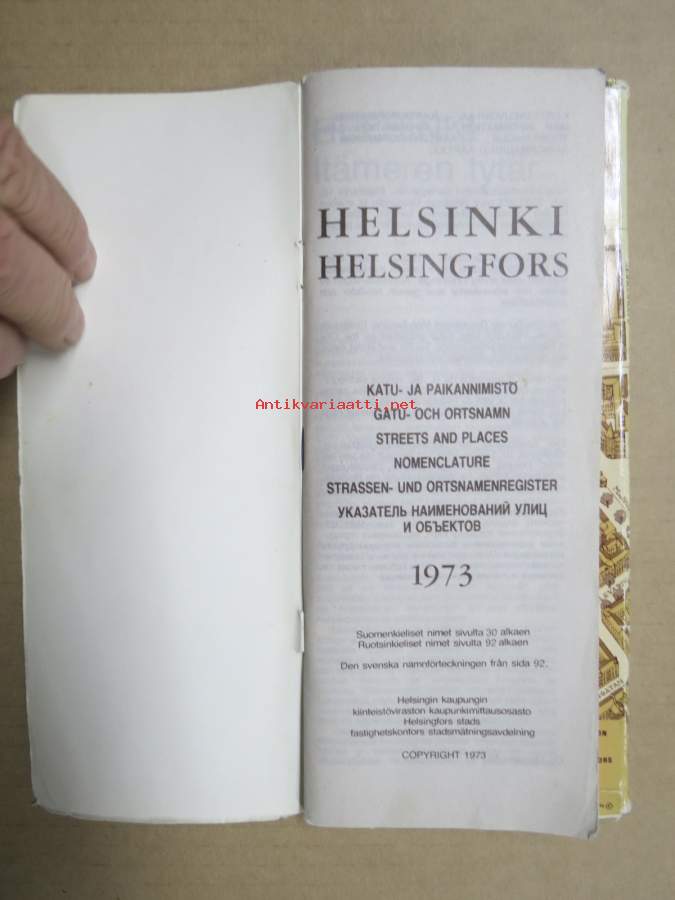 HELSINKI
HELSINGFORS
KATU- JA PAIKANNIMISTÖ
Antikvariaatti.net
GATU- OCH ORTSNAMN
STREETS AND PLACES
NOMENCLATURE
STRASSEN- UND ORTSNAMENREGISTER
УКАЗАТЕЛЬ НАИМЕНОВАНИЙ УЛИЦ
И ОБЪЕКТОВ
1973
Suomenkieliset nimet sivulta 30 alkaen
Ruotsinkieliset nimet sivulta 92 alkaen
Den svenska namnförteckningen från sida 92.
Helsingin kaupungin
kiinteistöviraston kaupunkimittausosasto
Helsingfors stads
fastighetskontors stadsmätningsavdelning
COPYRIGHT 1973